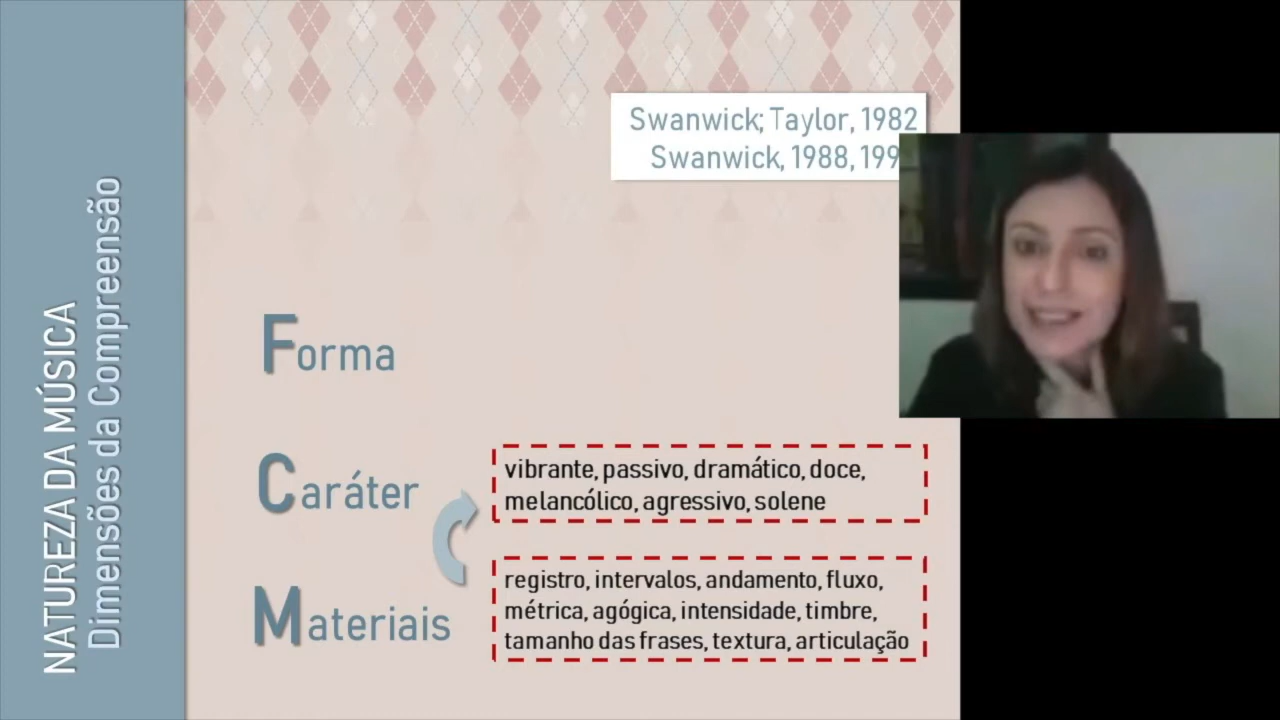 NATUREZA DA MÚSICA
Dimensões da Compreensão
Swanwick; Taylor, 1982
Swanwick, 1988, 199
Forma
Caráter
vibrante, passivo, dramático, doce,
melancólico, agressivo, solene
Materiais
registro, intervalos, andamento, fluxo,
métrica, agógica, intensidade, timbre,
tamanho das frases, textura, articulação